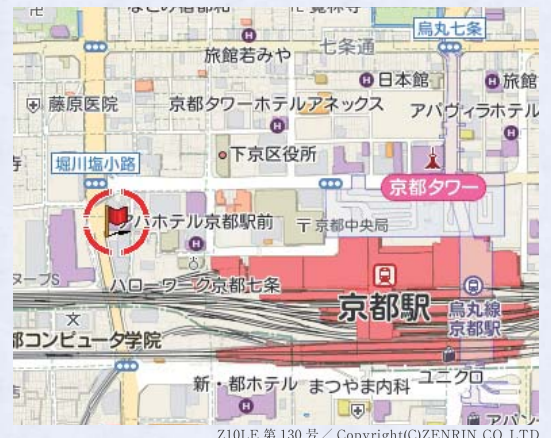 烏丸七条
七条通
旅館若みや
日本館
旅館
藤原医院
京都タワーホテルアネックス
アパヴィラホテル
下京区役所
堀川塩小路
京都タワー
アパホテル京都駅前
〒京都中央局
ハローワーク京都七条
京都駅
烏丸線
京都駅
文
都コンピュータ学院
新・都ホテル
まつやま内科
ユニクロ
アバン
Z10LE 第 130 号／ Copyright(C)ZENRIN CO.,LTD